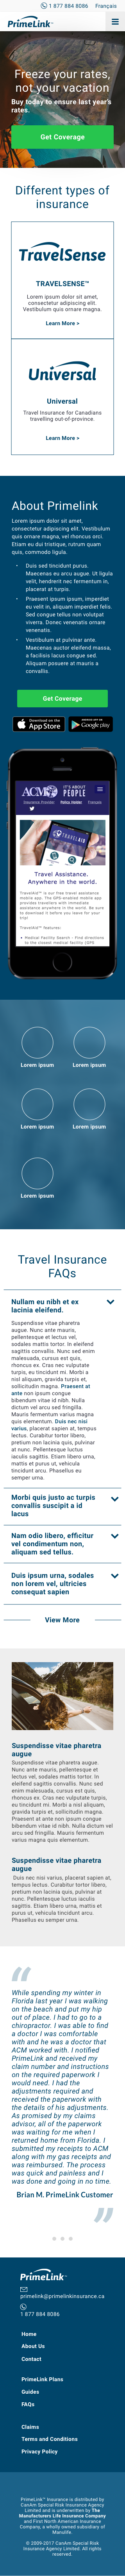 1 877 884 8086 Français
PRIMELINK™
Freeze your rates,
not your vacation
Buy today to ensure last year's
rates.
Get Coverage
Different types of
insurance
TravelSense
TRAVELSENSE™
Lorem ipsum dolor sit amet,
consectetur adipiscing elit.
Vestibulum quis ornare magna.
Learn More >
Universal
Universal
Travel Insurance for Canadians
travelling out-of-province.
Learn More >
About Primelink
Lorem ipsum dolor sit amet,
consectetur adipiscing elit. Vestibulum
quis ornare magna, vel rhoncus orci.
Etiam eu dui tristique, rutrum quam
quis, commodo ligula.
- Duis sed tincidunt purus.
Maecenas eu arcu augue. Ut ligula
velit, hendrerit nec fermentum in,
placerat at turpis.
- Praesent ipsum ipsum, imperdiet
eu velit in, aliquam imperdiet felis.
Sed congue tellus non volutpat
viverra. Donec venenatis ornare
venenatis.
- Vestibulum at pulvinar ante.
Maecenas auctor eleifend massa,
a facilisis lacus congue sed.
Aliquam posuere at mauris a
convallis.
Get Coverage
Download on the
App Store
Google Play
ACM IT'S ABOUT
PEOPLE
Français
TRAVELAID
Travel Assistance.
Anywhere in the world.
Lorem ipsum Lorem ipsum
Lorem ipsum Lorem ipsum
Lorem ipsum
Travel Insurance
FAQs
Nullam eu nibh et ex
lacinia eleifend.
Suspendisse vitae pharetra
augue. Nunc ante mauris,
pellentesque et lectus vel,
sodales mattis lorem. In eleifend
sagittis convallis. Nunc sed enim
malesuada, cursus est quis,
rhoncus ex. Cras nec vulputate
turpis, eu tincidunt mi. Morbi a
nisl aliquam, gravida turpis et,
sollicitudin magna. Praesent at
ante non ipsum congue
bibendum vitae id nibh. Nulla
dictum vel arcu sed fringilla.
Mauris fermentum varius magna
quis elementum. Duis nec nisi
varius, placerat sapien at, tempus
lectus. Curabitur tortor libero,
pretium non lacinia quis, pulvinar
at nunc. Pellentesque luctus
iaculis sagittis. Etiam libero urna,
mattis et purus at, vehicula
tincidunt arcu. Phasellus eu
semper urna.
Morbi quis justo ac turpis
convallis suscipit a id
lacus
Nam odio libero, efficitur
vel condimentum non,
aliquam sed tellus.
Duis ipsum urna, sodales
non lorem vel, ultricies
consequat sapien
View More
Suspendisse vitae pharetra
augue
Suspendisse vitae pharetra augue.
Nunc ante mauris, pellentesque et
lectus vel, sodales mattis lorem. In
eleifend sagittis convallis. Nunc sed
enim malesuada, cursus est quis,
rhoncus ex. Cras nec vulputate turpis,
eu tincidunt mi. Morbi a nisl aliquam,
gravida turpis et, sollicitudin magna.
Praesent at ante non ipsum congue
bibendum vitae id nibh. Nulla dictum vel
arcu sed fringilla. Mauris fermentum
varius magna quis elementum.
Suspendisse vitae pharetra
augue
Duis nec nisi varius, placerat sapien at,
tempus lectus. Curabitur tortor libero,
pretium non lacinia quis, pulvinar at
nunc. Pellentesque luctus iaculis
sagittis. Etiam libero urna, mattis et
purus at, vehicula tincidunt arcu.
Phasellus eu semper urna.
While spending my winter in
Florida last year I was walking
on the beach and put my hip
out of place. I had to go to a
chiropractor. I was able to find
a doctor I was comfortable
with and he was a doctor that
ACM worked with. I notified
PrimeLink and received my
claim number and instructions
on the required paperwork I
would need. I had the
adjustments required and
received the paperwork with
the details of his adjustments.
As promised by my claims
advisor, all of the paperwork
was waiting for me when I
returned home from Florida. I
submitted my receipts to ACM
along with my gas receipts and
was reimbursed. The process
was quick and painless and I
was done and going in no time.
Brian M. PrimeLink Customer
PRIMELINK™
primelink@primelinkinsurance.ca
1 877 884 8086
Home
About Us
Contact
PrimeLink Plans
Guides
FAQs
Claims
Terms and Conditions
Privacy Policy
PrimeLink™ Insurance is distributed by
CanAm Special Risk Insurance Agency
Limited and is underwritten by The
Manufacturers Life Insurance Company
and First North American Insurance
Company, a wholly owned subsidiary of
Manulife.
© 2009-2017 CanAm Special Risk
Insurance Agency Limited. All rights
reserved.